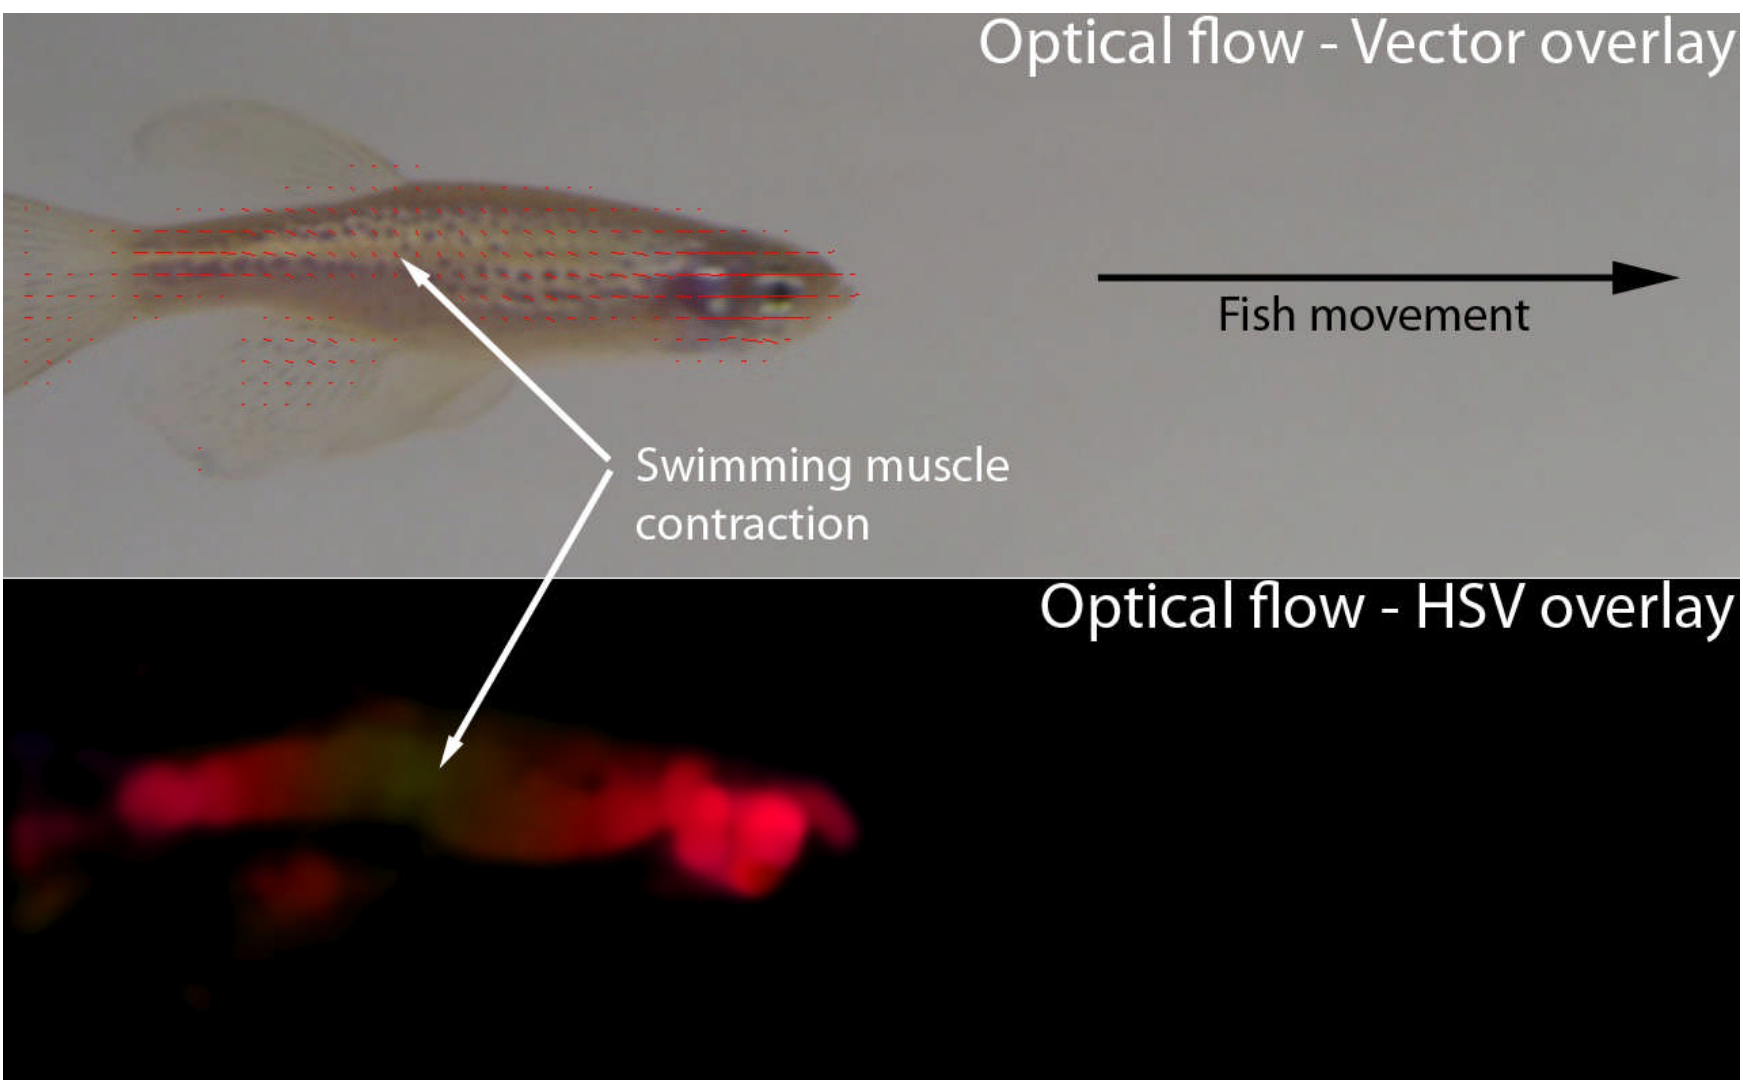 Optical flow - Vector overlay
Fish movement
Swimming muscle
contraction
Optical flow - HSV overlay